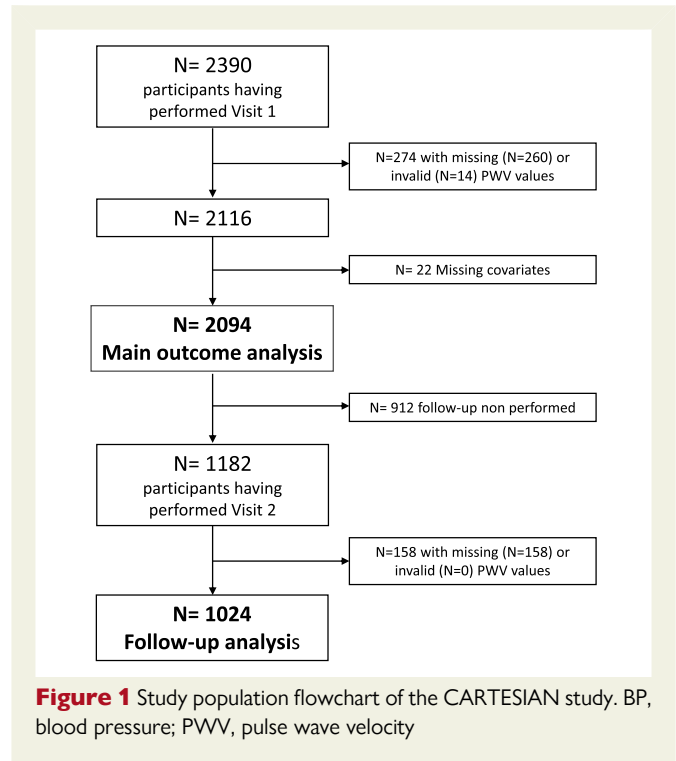 N= 2390
participants having
performed Visit 1
N=274 with missing (N=260) or
invalid (N=14) PWV values
N= 2116
N= 22 Missing covariates
N= 2094
Main outcome analysis
N= 912 follow-up non performed
N= 1182
participants having
performed Visit 2
N=158 with missing (N=158) or
invalid (N=0) PWV values
N= 1024
Follow-up analysis
Figure 1 Study population flowchart of the CARTESIAN study. BP,
blood pressure; PWV, pulse wave velocity